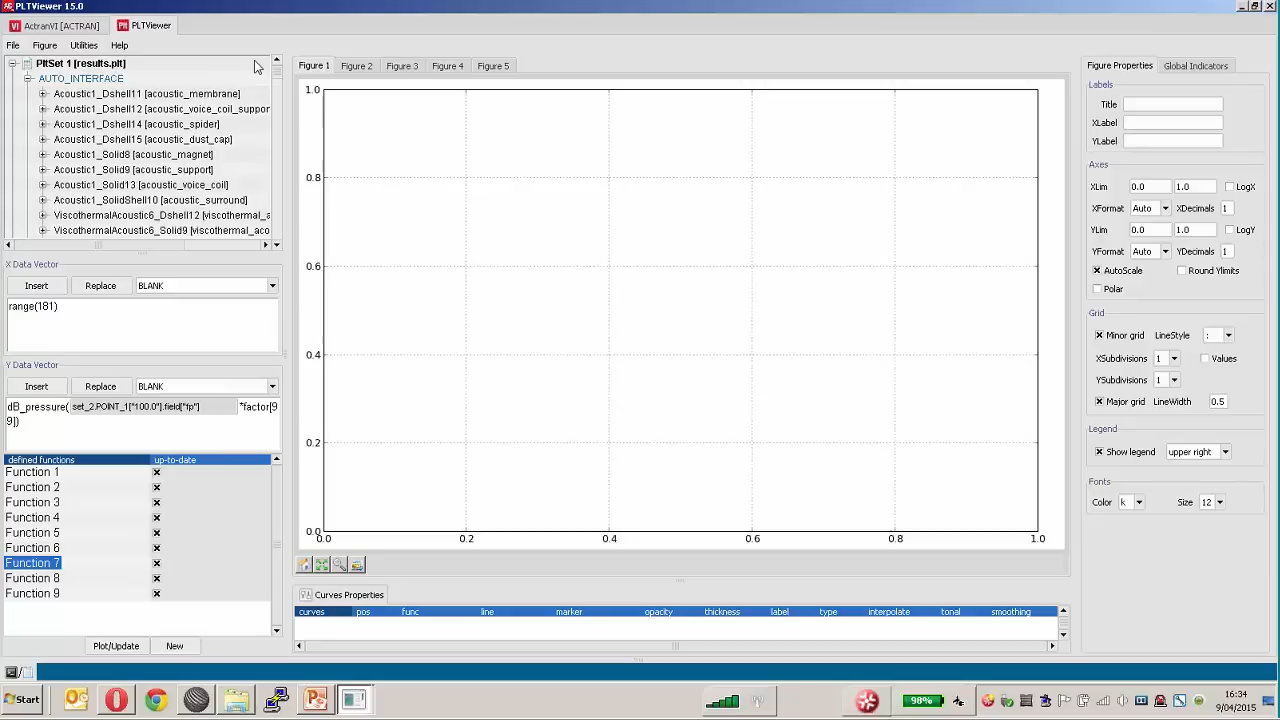 PLTViewer 15.0
VI ActranVI [ACTRAN]
PLTViewer
File Figure Utilities Help
PltSet 1 [results.plt]
AUTO_INTERFACE
Acoustic1_Dshell11 [acoustic_membrane]
Acoustic1_Dshell12 [acoustic_voice_coil_suppor
Acoustic1_Dshell14 [acoustic_spider]
Acoustic1_Dshell15 [acoustic_dust_cap]
Acoustic1_Solid8 [acoustic_magnet]
Acoustic1_Solid9 [acoustic_support]
Acoustic1_Solid13 [acoustic_voice_coil]
Acoustic1_SolidShell10 [acoustic_surround]
ViscothermalAcoustic6_Dshell12 [viscothermal_a
ViscothermalAcoustic6_Solid9 [viscothermal_aco
X Data Vector
Insert Replace BLANK
range(181)
Y Data Vector
Insert Replace BLANK
dB_pressure( set_2.POINT_1["100.0"].field["fp"] *factor[9
9])
defined functions up-to-date
Function 1
Function 2
Function 3
Function 4
Function 5
Function 6
Function 7
Function 8
Function 9
Plot/Update New
Figure 1 Figure 2 Figure 3 Figure 4 Figure 5
1.0
0.8
0.6
0.4
0.2
0.0
0.0 0.2 0.4 0.6 0.8 1.0
Curves Properties
curves pos func line marker opacity thickness label type interpolate tonal smoothing
Figure Properties Global Indicators
Labels
Title
XLabel
YLabel
Axes
XLim 0.0 1.0 LogX
XFormat Auto XDecimals 1
YLim 0.0 1.0 LogY
YFormat Auto YDecimals 1
AutoScale Round Ylimits
Polar
Grid
Minor grid LineStyle :
XSubdivisions 1 Values
YSubdivisions 1
Major grid LineWidth 0.5
Legend
Show legend upper right
Fonts
Color k Size 12
Start
98%
16:34
9/04/2015